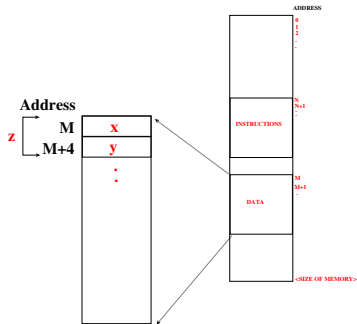 ADDRESS
0
1
2
.
.
N
N+1
.
.
INSTRUCTIONS
Address
M x
z
M+4 y
.
.
M
M+1
.
DATA
<SIZE OF MEMORY>